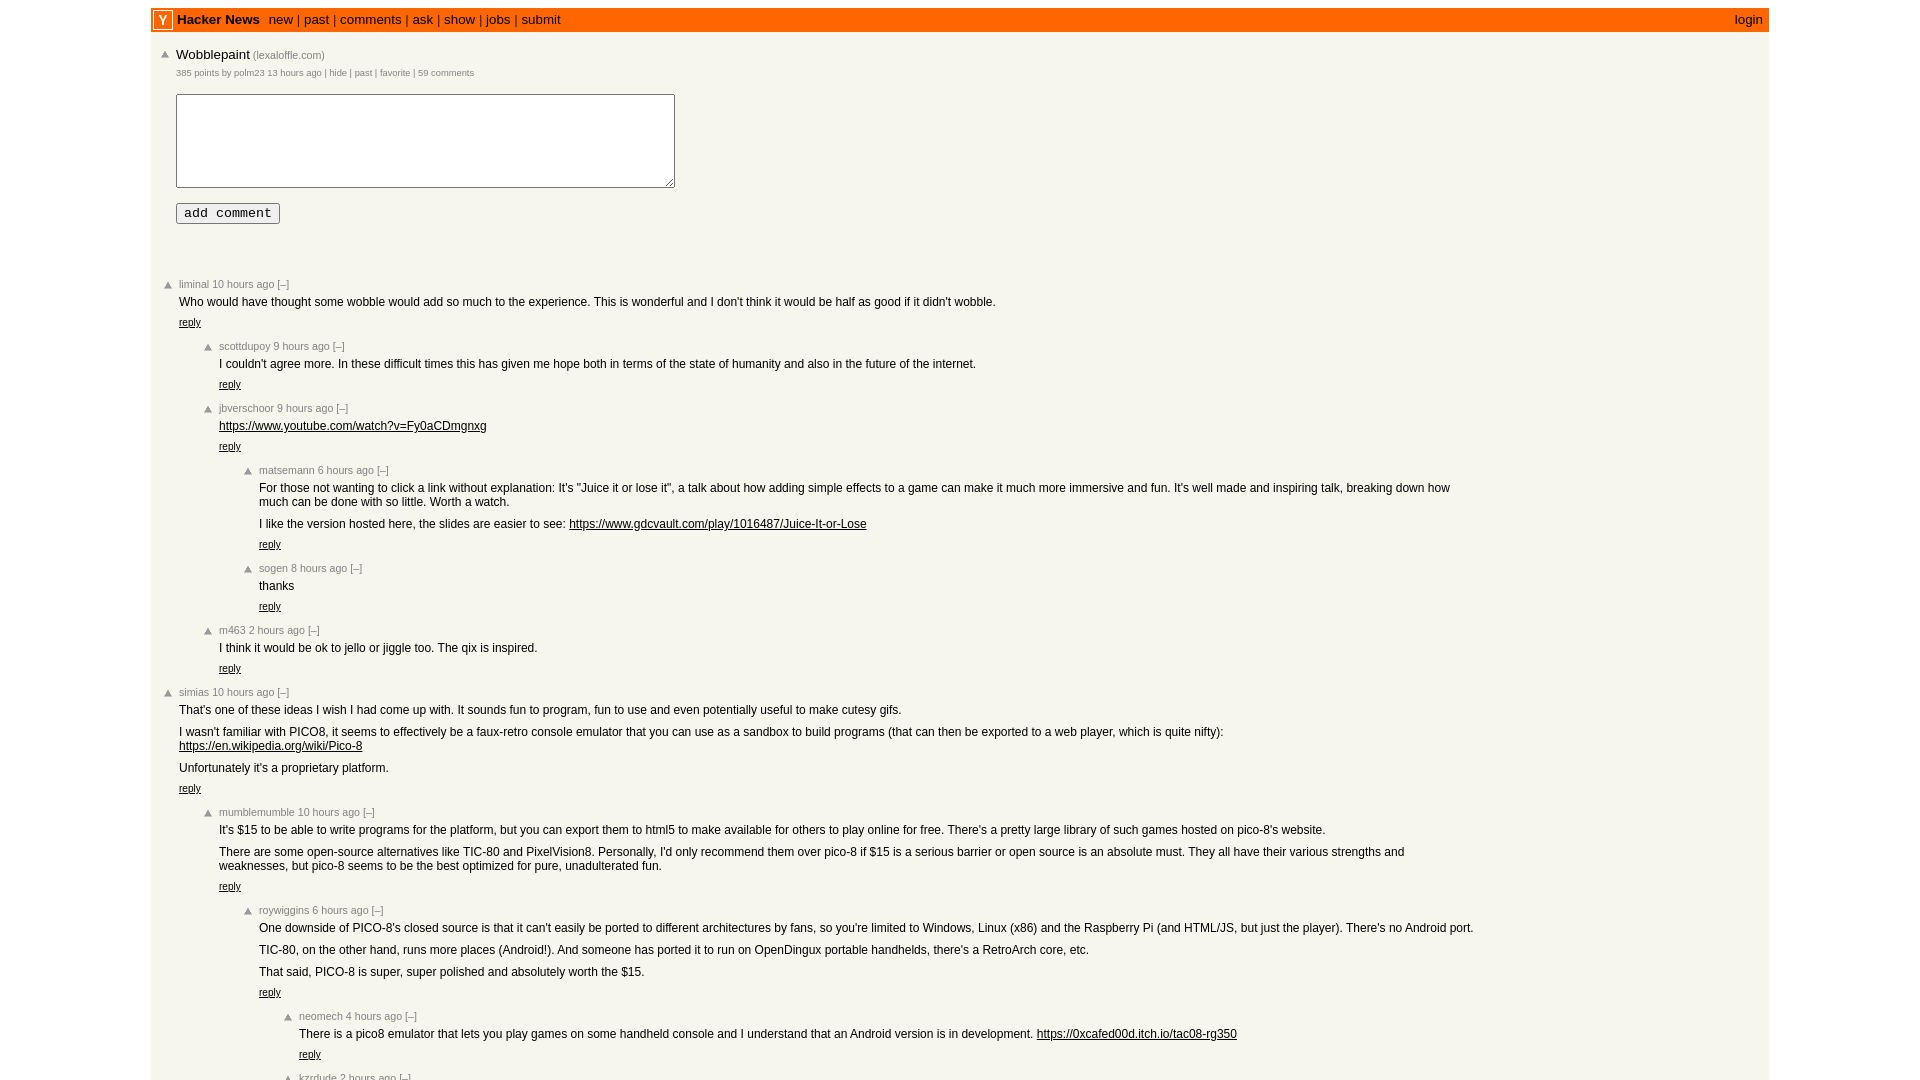 Y Hacker News new | past | comments | ask | show | jobs | submit login
Wobblepaint (lexaloffle.com)
385 points by polm23 13 hours ago | hide | past | favorite | 59 comments
add comment
liminal 10 hours ago [–]
Who would have thought some wobble would add so much to the experience. This is wonderful and I don't think it would be half as good if it didn't wobble.
reply
scottdupoy 9 hours ago [–]
I couldn't agree more. In these difficult times this has given me hope both in terms of the state of humanity and also in the future of the internet.
reply
jbverschoor 9 hours ago [–]
https://www.youtube.com/watch?v=Fy0aCDmgnxg
reply
matsemann 6 hours ago [–]
For those not wanting to click a link without explanation: It's "Juice it or lose it", a talk about how adding simple effects to a game can make it much more immersive and fun. It's well made and inspiring talk, breaking down how
much can be done with so little. Worth a watch.
I like the version hosted here, the slides are easier to see: https://www.gdcvault.com/play/1016487/Juice-It-or-Lose
reply
sogen 8 hours ago [–]
thanks
reply
m463 2 hours ago [–]
I think it would be ok to jello or jiggle too. The qix is inspired.
reply
simias 10 hours ago [–]
That's one of these ideas I wish I had come up with. It sounds fun to program, fun to use and even potentially useful to make cutesy gifs.
I wasn't familiar with PICO8, it seems to effectively be a faux-retro console emulator that you can use as a sandbox to build programs (that can then be exported to a web player, which is quite nifty):
https://en.wikipedia.org/wiki/Pico-8
Unfortunately it's a proprietary platform.
reply
mumblemumble 10 hours ago [–]
It's $15 to be able to write programs for the platform, but you can export them to html5 to make available for others to play online for free. There's a pretty large library of such games hosted on pico-8's website.
There are some open-source alternatives like TIC-80 and PixelVision8. Personally, I'd only recommend them over pico-8 if $15 is a serious barrier or open source is an absolute must. They all have their various strengths and
weaknesses, but pico-8 seems to be the best optimized for pure, unadulterated fun.
reply
roywiggins 6 hours ago [–]
One downside of PICO-8's closed source is that it can't easily be ported to different architectures by fans, so you're limited to Windows, Linux (x86) and the Raspberry Pi (and HTML/JS, but just the player). There's no Android port.
TIC-80, on the other hand, runs more places (Android!). And someone has ported it to run on OpenDingux portable handhelds, there's a RetroArch core, etc.
That said, PICO-8 is super, super polished and absolutely worth the $15.
reply
neomech 4 hours ago [–]
There is a pico8 emulator that lets you play games on some handheld console and I understand that an Android version is in development. https://0xcafed00d.itch.io/tac08-rg350
reply
kzrdude 2 hours ago [–]